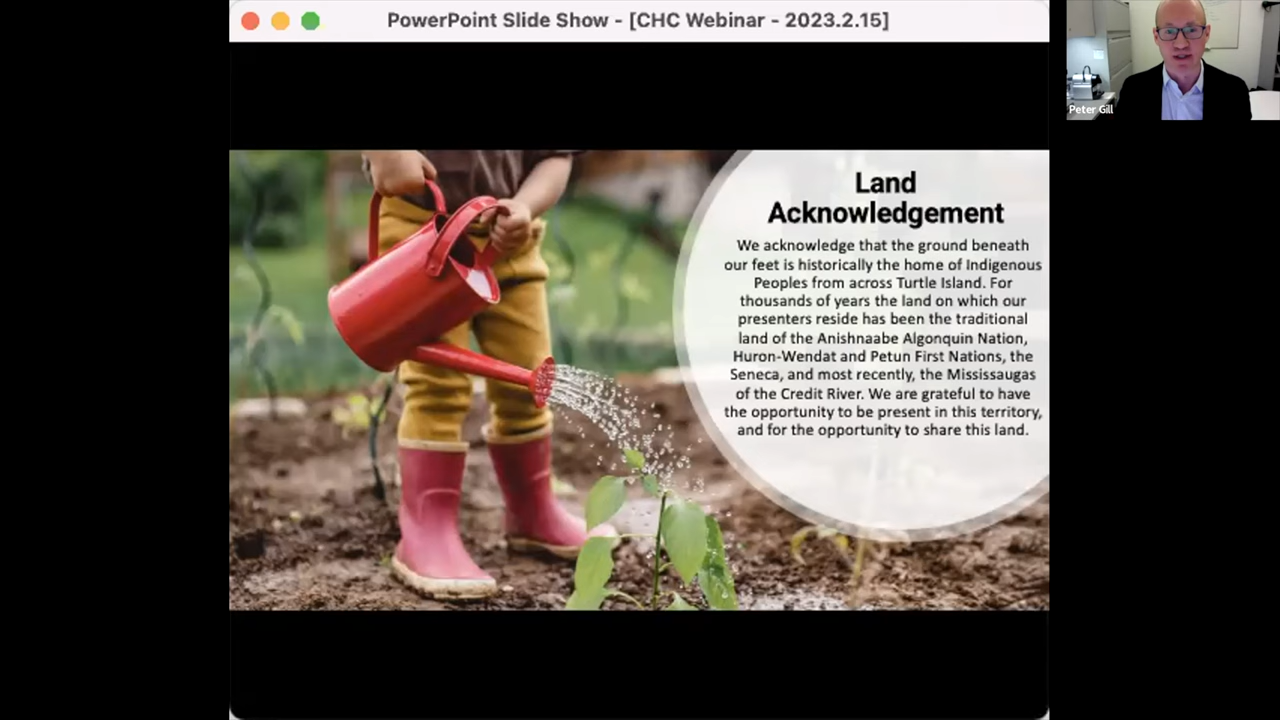 PowerPoint Slide Show - [CHC Webinar - 2023.2.15]
Peter Gill
Land
Acknowledgement
We acknowledge that the ground beneath
our feet is historically the home of Indigenous
Peoples from across Turtle Island. For
thousands of years the land on which our
presenters reside has been the traditional
land of the Anishnaabe Algonquin Nation,
Huron-Wendat and Petun First Nations, the
Seneca, and most recently, the Mississaugas
of the Credit River. We are grateful to have
the opportunity to be present in this territory,
and for the opportunity to share this land.